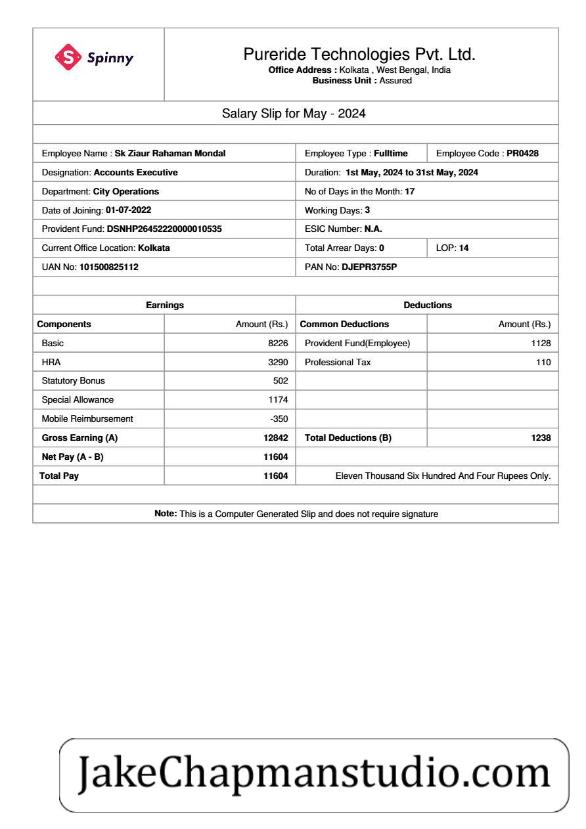 Spinny
Pureride Technologies Pvt. Ltd.
Office Address : Kolkata , West Bengal, India
Business Unit : Assured
Salary Slip for May - 2024
Employee Name : Sk Ziaur Rahaman Mondal Employee Type : Fulltime Employee Code : PR0428
Designation: Accounts Executive Duration: 1st May, 2024 to 31st May, 2024
Department: City Operations No of Days in the Month: 17
Date of Joining: 01-07-2022 Working Days: 3
Provident Fund: DSNHP26452220000010535 ESIC Number: N.A.
Current Office Location: Kolkata Total Arrear Days: 0 LOP: 14
UAN No: 101500825112 PAN No: DJEPR3755P
Earnings Deductions
Components Amount (Rs.) Common Deductions Amount (Rs.)
Basic 8226 Provident Fund(Employee) 1128
HRA 3290 Professional Tax 110
Statutory Bonus 502
Special Allowance 1174
Mobile Reimbursement -350
Gross Earning (A) 12842 Total Deductions (B) 1238
Net Pay (A - B) 11604
Total Pay 11604 Eleven Thousand Six Hundred And Four Rupees Only.
Note: This is a Computer Generated Slip and does not require signature
JakeChapmanstudio.com